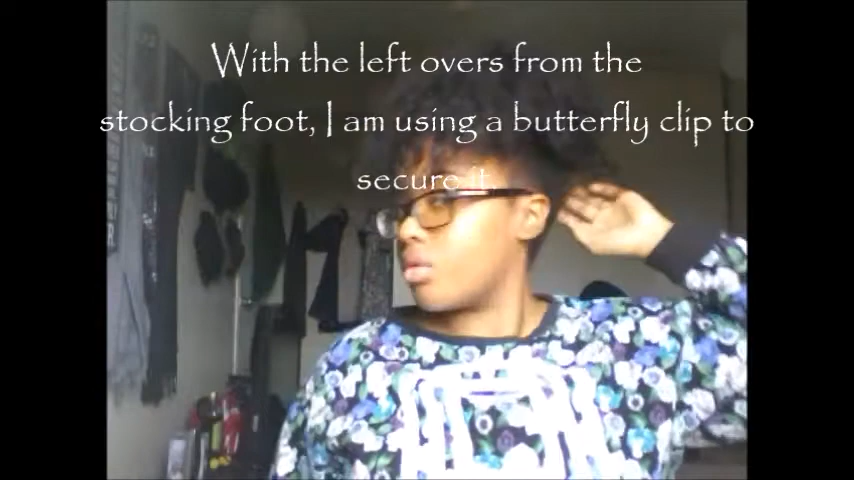 With the left overs from the
stocking foot, I am using a butterfly clip to
secure it.